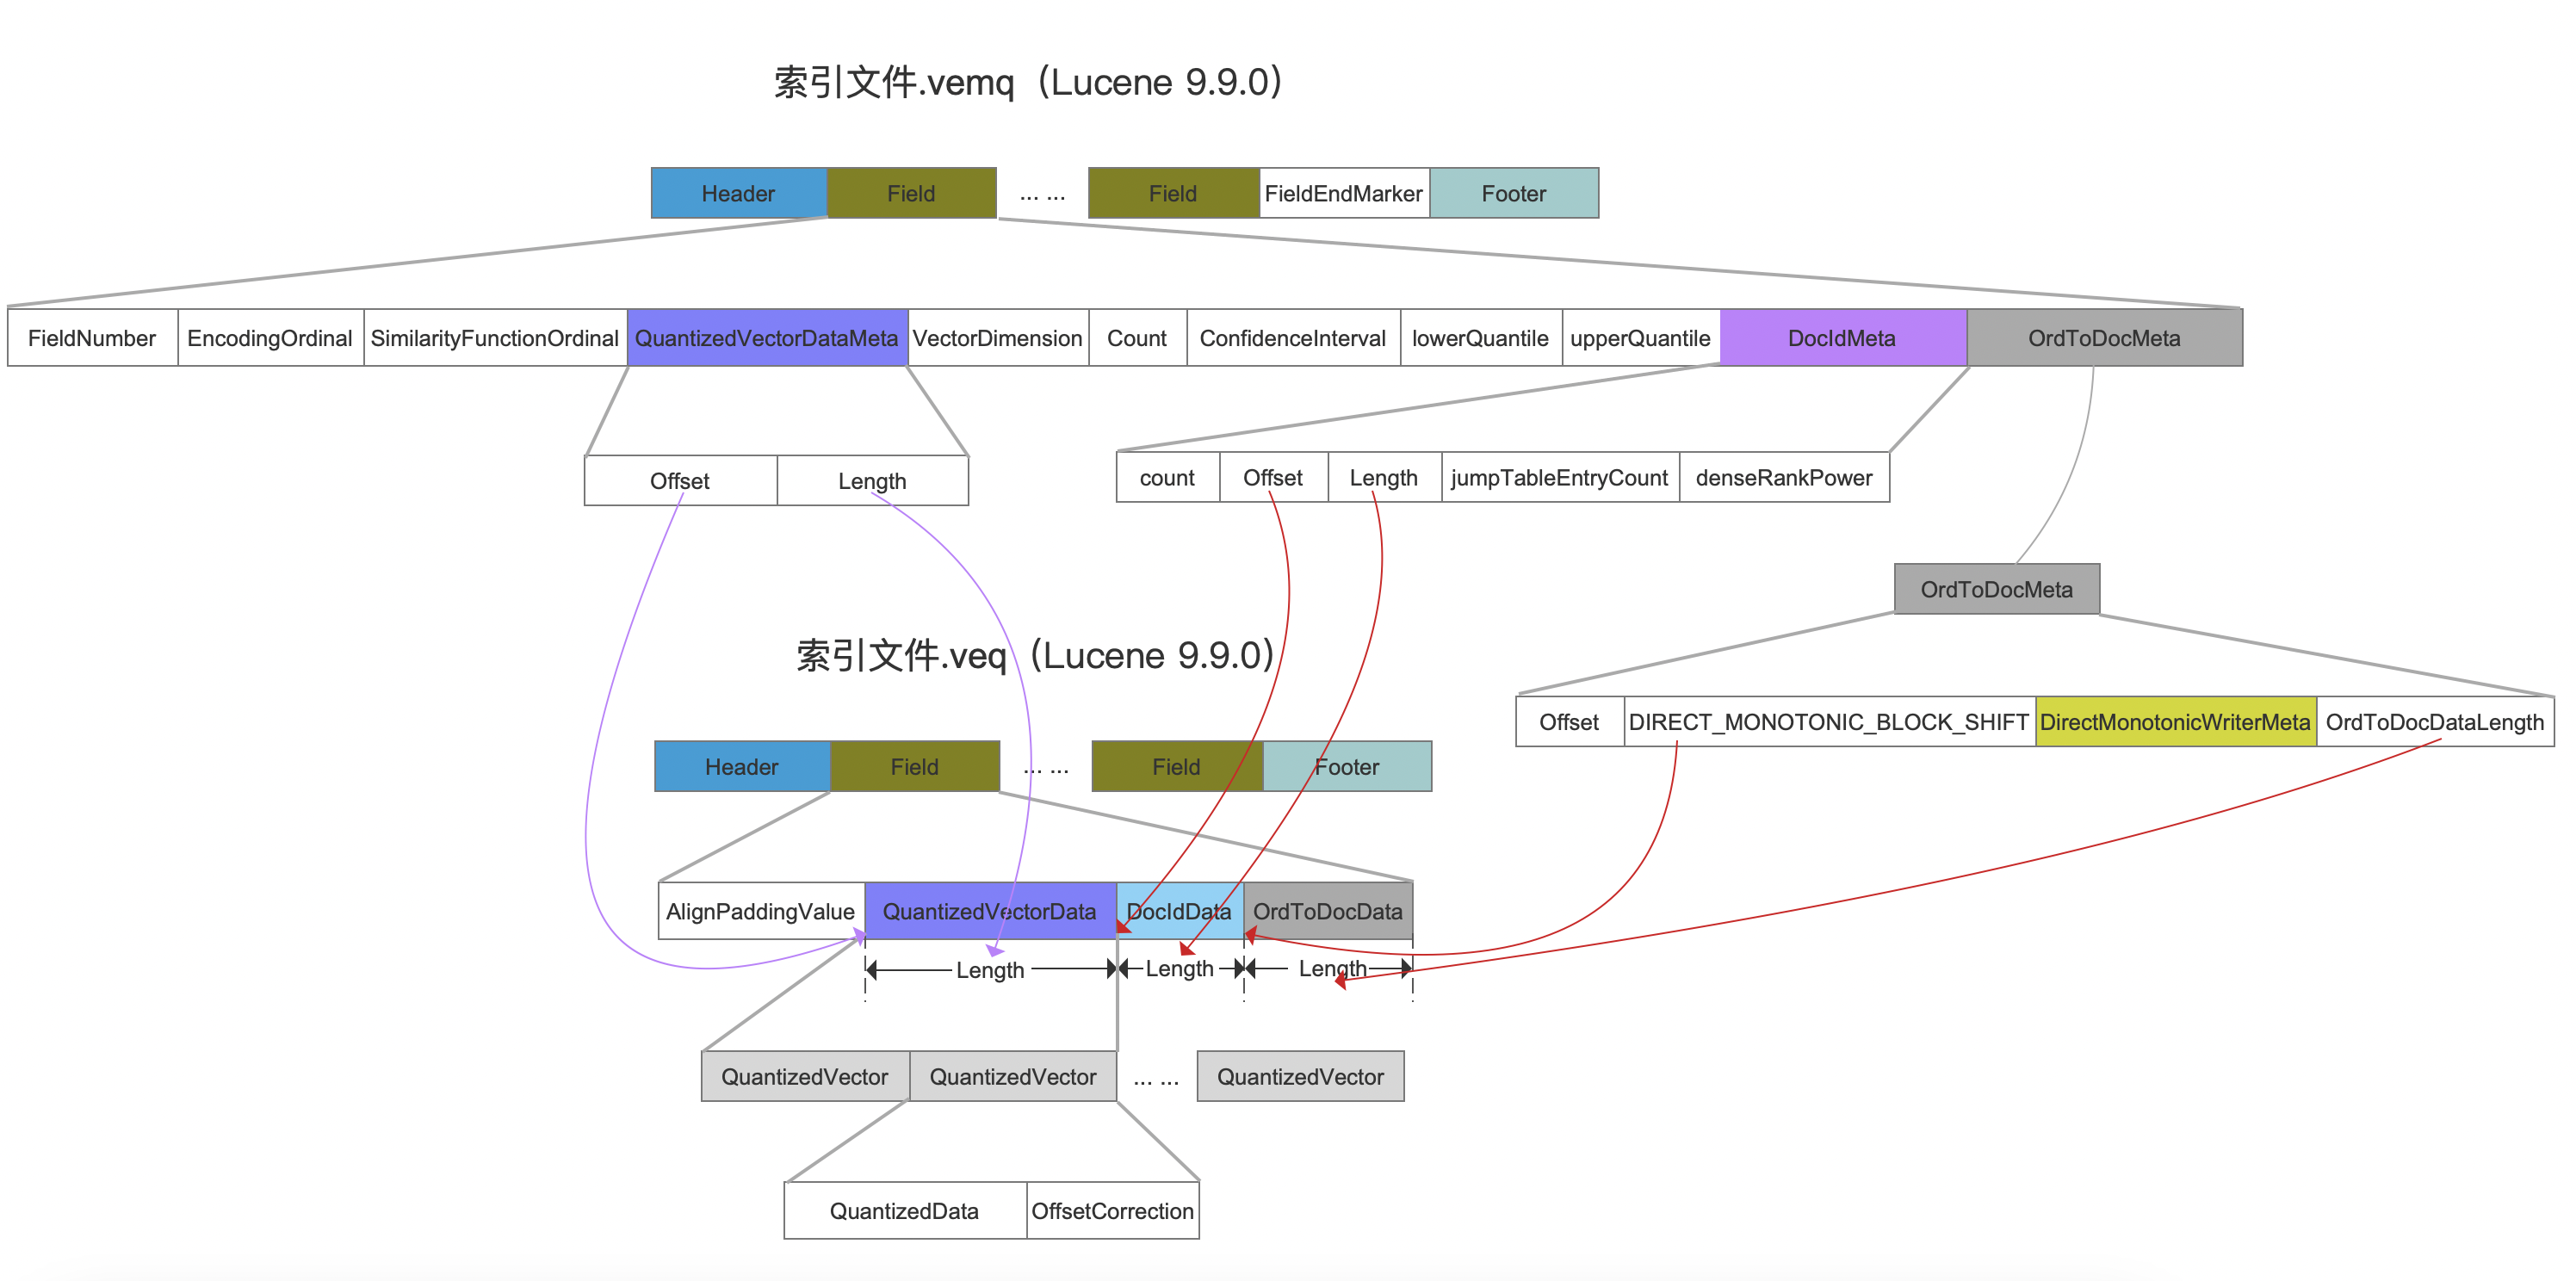 索引文件.vemq（Lucene 9.9.0）
Header Field ... ... Field FieldEndMarker Footer
FieldNumber EncodingOrdinal SimilarityFunctionOrdinal QuantizedVectorDataMeta VectorDimension Count ConfidenceInterval lowerQuantile upperQuantile DocIdMeta OrdToDocMeta
Offset Length
count Offset Length jumpTableEntryCount denseRankPower
OrdToDocMeta
索引文件.veq（Lucene 9.9.0）
Offset DIRECT_MONOTONIC_BLOCK_SHIFT DirectMonotonicWriterMeta OrdToDocDataLength
Header Field ... ... Field Footer
AlignPaddingValue QuantizedVectorData DocIdData OrdToDocData
Length Length Length
QuantizedVector QuantizedVector ... ... QuantizedVector
QuantizedData OffsetCorrection